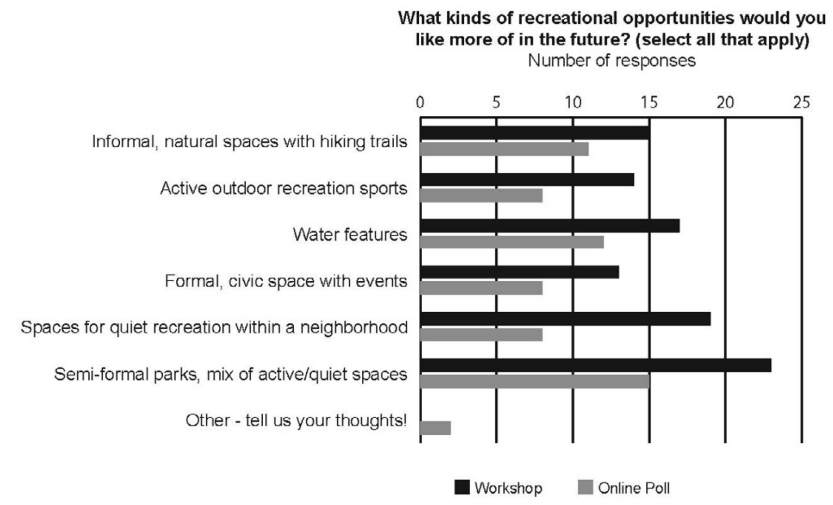 What kinds of recreational opportunities would you
like more of in the future? (select all that apply)
Number of responses
0 5 10 15 20 25
Informal, natural spaces with hiking trails
Active outdoor recreation sports
Water features
Formal, civic space with events
Spaces for quiet recreation within a neighborhood
Semi-formal parks, mix of active/quiet spaces
Other - tell us your thoughts!
Workshop Online Poll